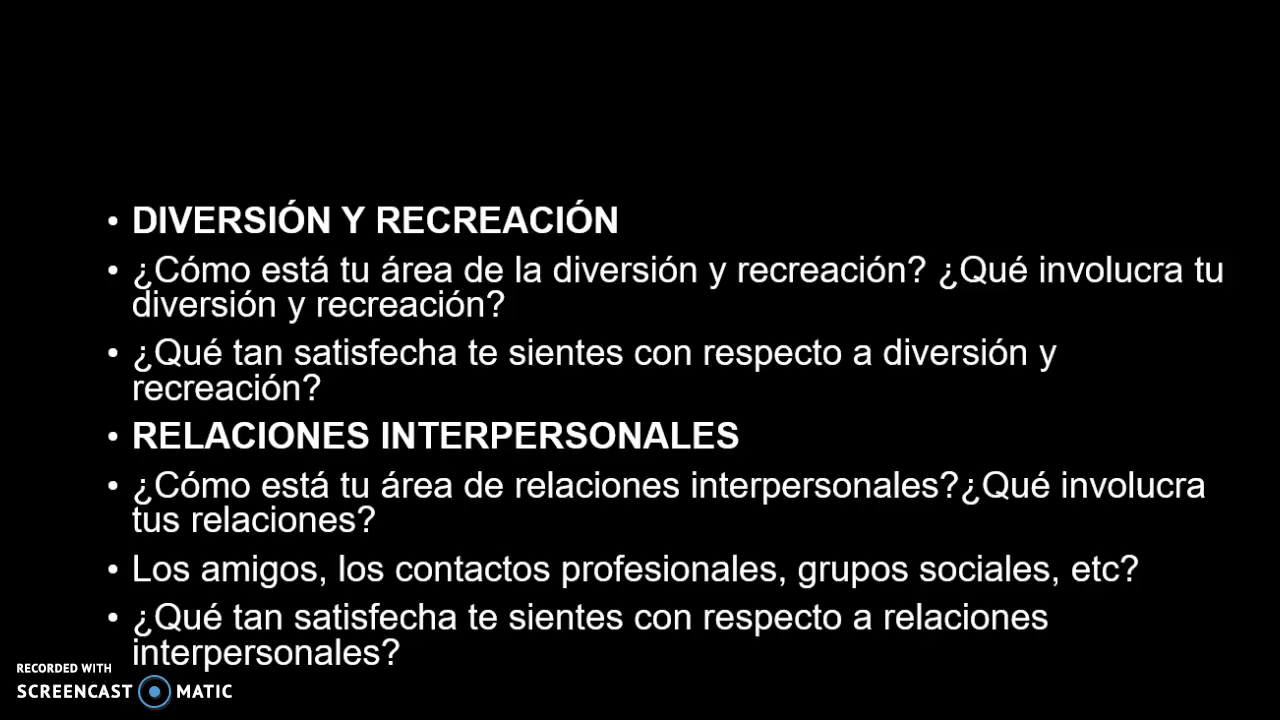 • DIVERSIÓN Y RECREACIÓN
• ¿Cómo está tu área de la diversión y recreación? ¿Qué involucra tu
diversión y recreación?
• ¿Qué tan satisfecha te sientes con respecto a diversión y
recreación?
• RELACIONES INTERPERSONALES
• ¿Cómo está tu área de relaciones interpersonales?¿Qué involucra
tus relaciones?
• Los amigos, los contactos profesionales, grupos sociales, etc?
• ¿Qué tan satisfecha te sientes con respecto a relaciones
interpersonales?
RECORDED WITH
SCREENCAST MATIC